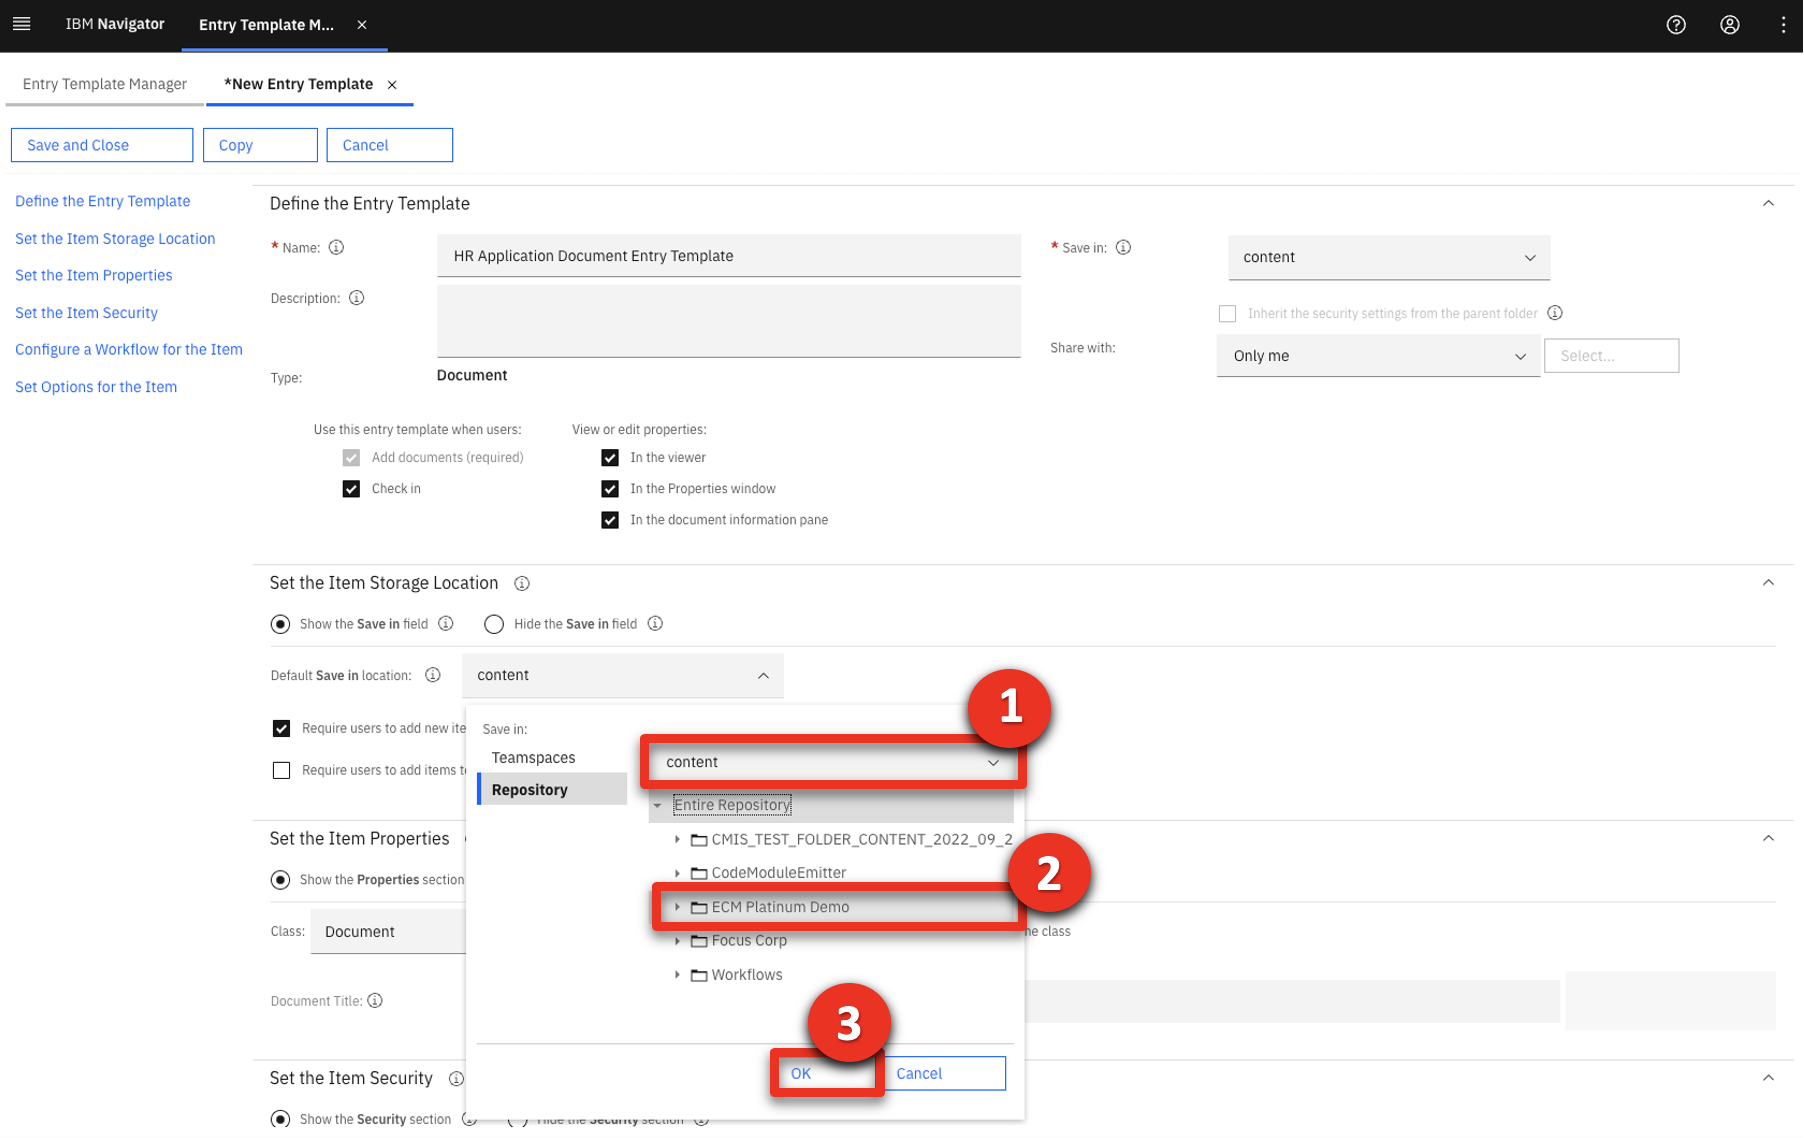 IBM Navigator
Entry Template M...
Entry Template Manager
*New Entry Template
Save and Close
Copy
Cancel
Define the Entry Template
Set the Item Storage Location
Set the Item Properties
Set the Item Security
Configure a Workflow for the Item
Set Options for the Item
Define the Entry Template
* Name:
HR Application Document Entry Template
* Save in:
content
Description:
Inherit the security settings from the parent folder
Share with:
Only me
Select...
Type:
Document
Use this entry template when users:
View or edit properties:
Add documents (required)
In the viewer
Check in
In the Properties window
In the document information pane
Set the Item Storage Location
Show the Save in field
Hide the Save in field
Default Save in location:
content
Require users to add new ite
Require users to add items t
Save in:
Teamspaces
Repository
1
content
Entire Repository
CMIS_TEST_FOLDER_CONTENT_2022_09_2
CodeModuleEmitter
2
ECM Platinum Demo
Focus Corp
Workflows
3
OK
Cancel
Set the Item Properties
Show the Properties section
Class:
Document
he class
Document Title:
Set the Item Security
Show the Security section
Hide the Security section